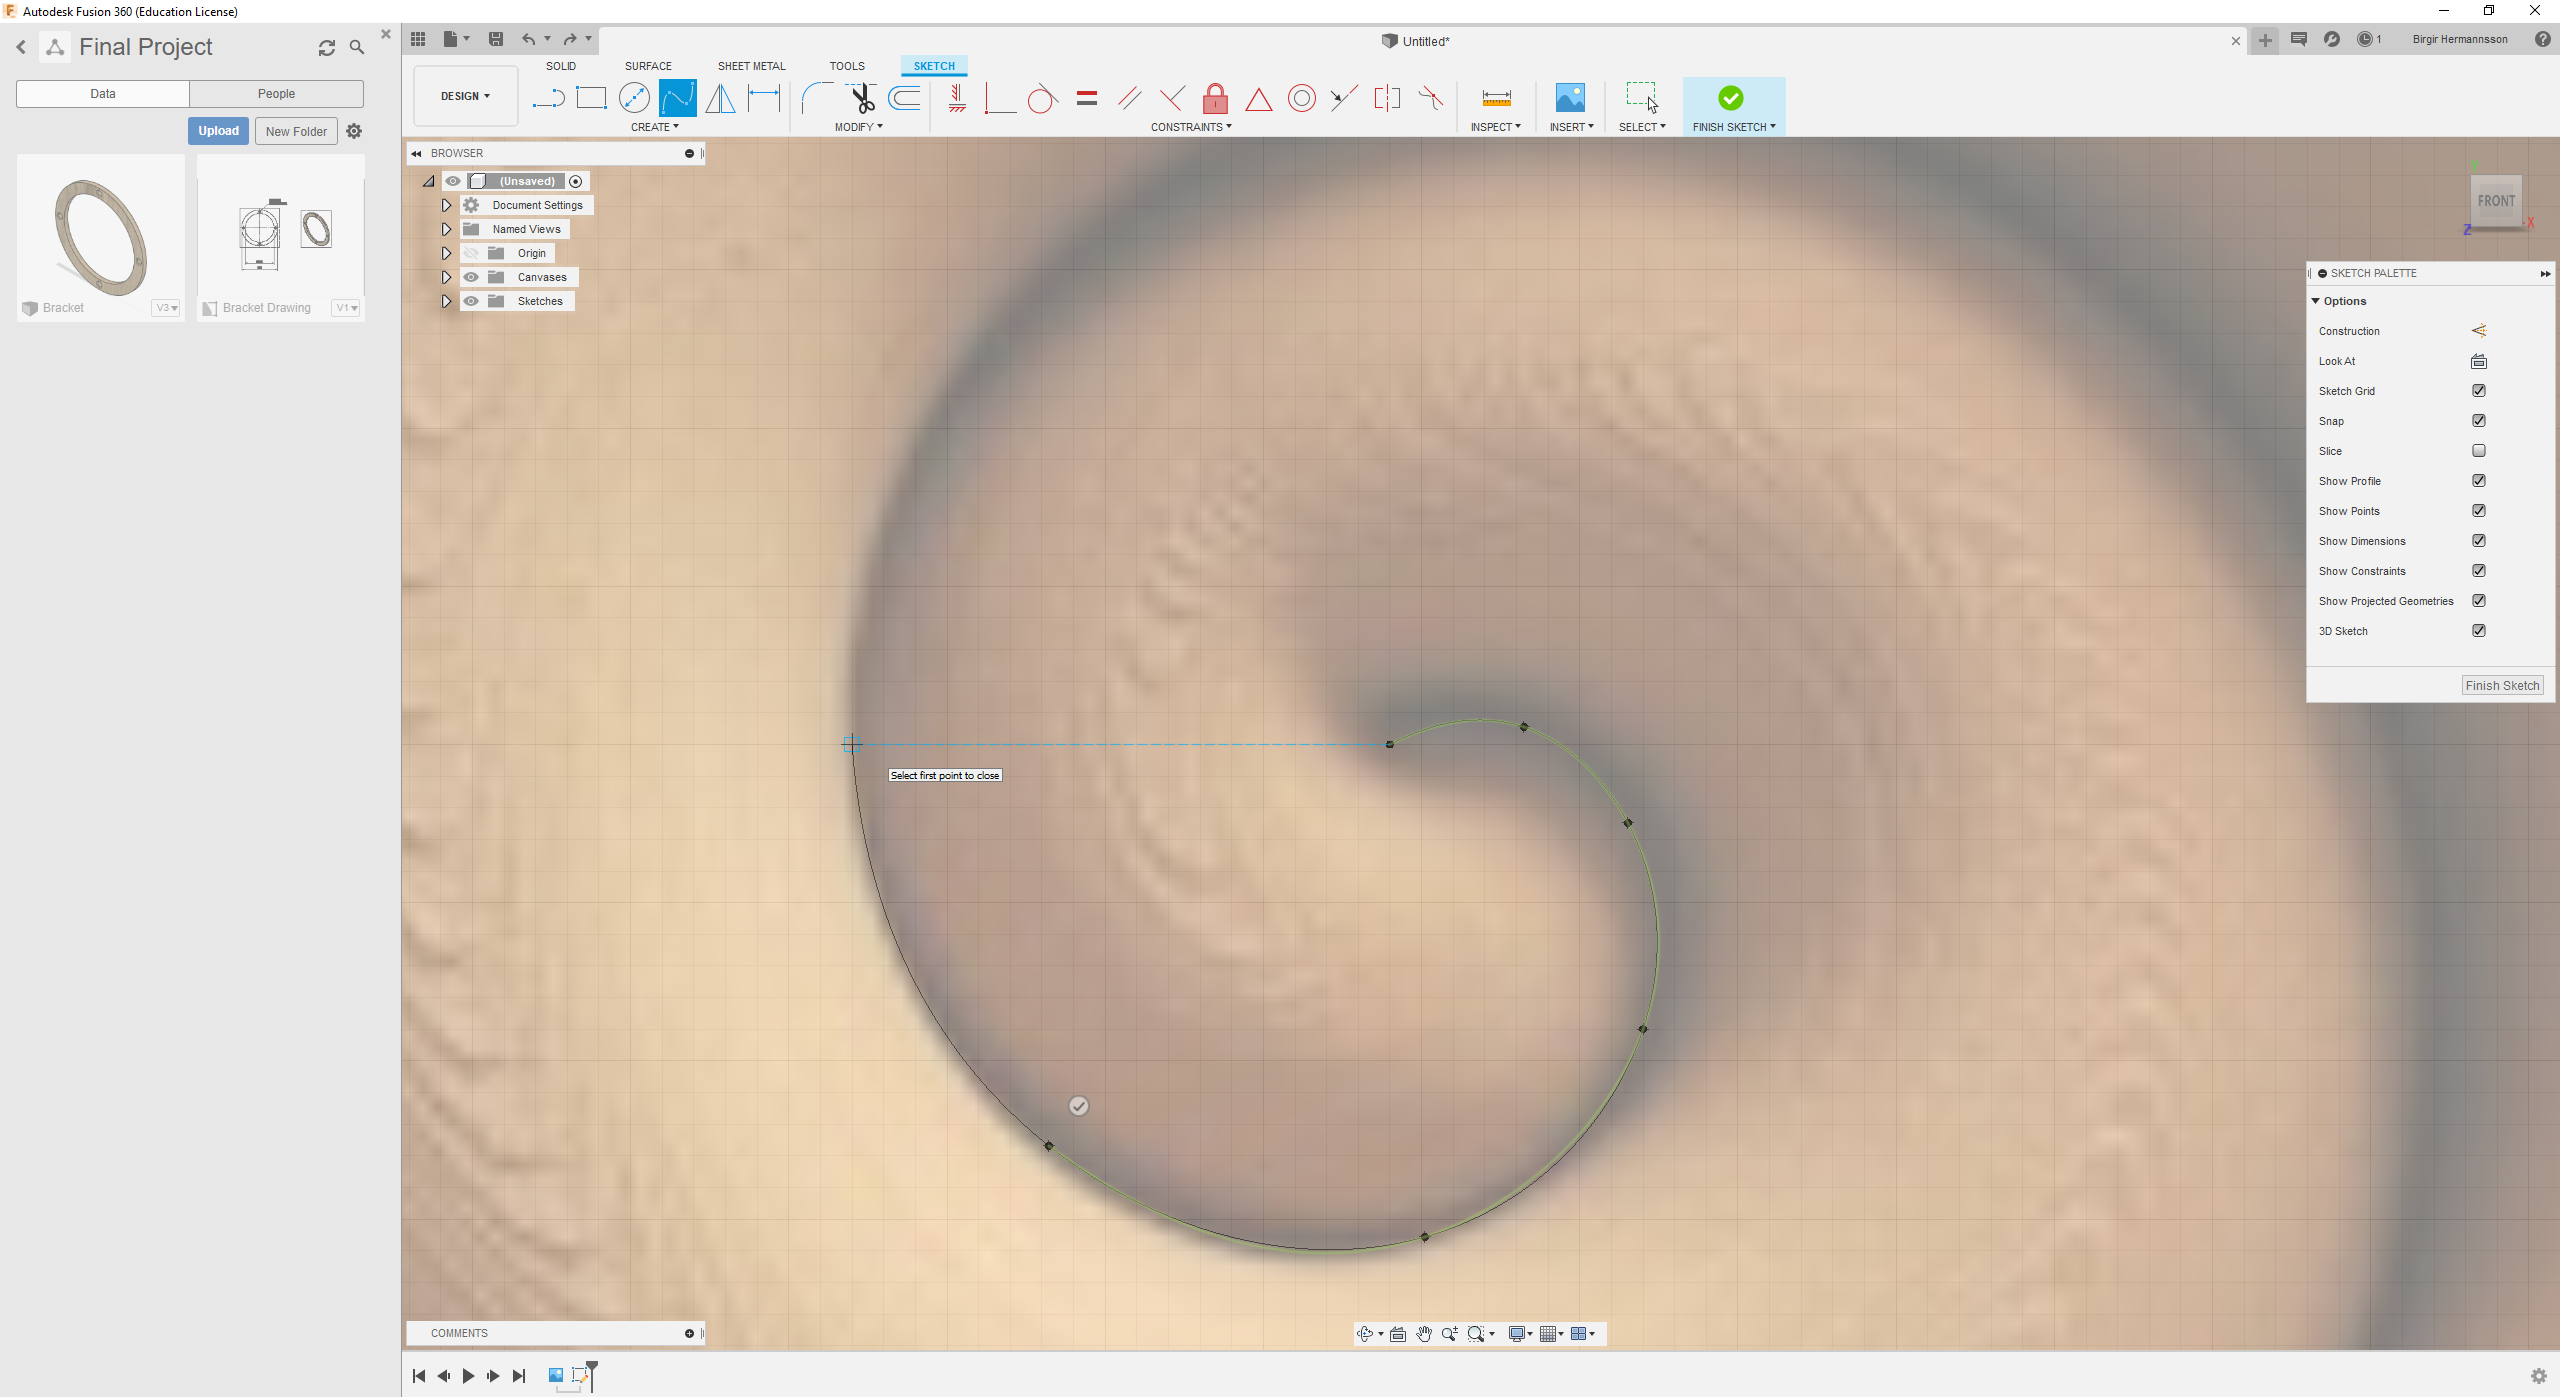 Autodesk Fusion 360 (Education License)
Final Project
Data
People
Upload
New Folder
Bracket
V3
Bracket Drawing
V1
Untitled*
1
Birgir Hermannsson
DESIGN
SOLID
SURFACE
SHEET METAL
TOOLS
SKETCH
CREATE
MODIFY
CONSTRAINTS
INSPECT
INSERT
SELECT
FINISH SKETCH
BROWSER
(Unsaved)
Document Settings
Named Views
Origin
Canvases
Sketches
Y
FRONT
X
Z
SKETCH PALETTE
Options
Construction
Look At
Sketch Grid
Snap
Slice
Show Profile
Show Points
Show Dimensions
Show Constraints
Show Projected Geometries
3D Sketch
Finish Sketch
Select first point to close
COMMENTS